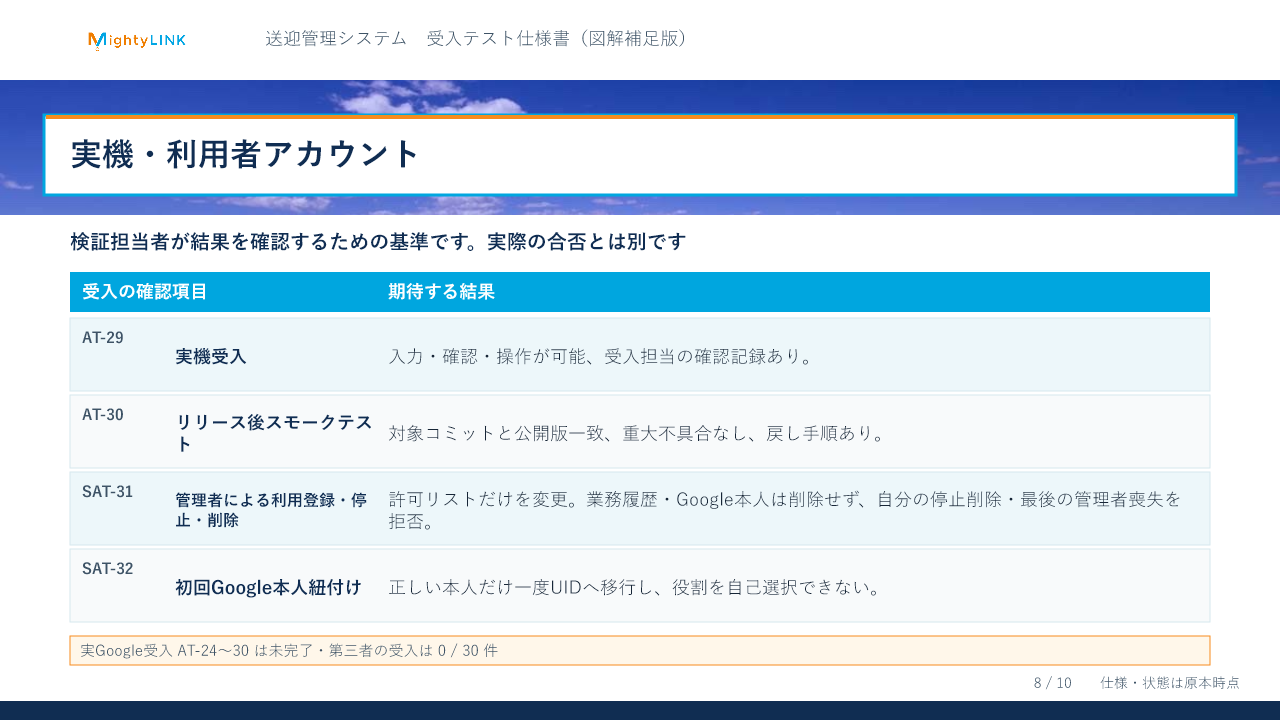 MightyLINK
送迎管理システム　受入テスト仕様書（図解補足版）
実機・利用者アカウント
検証担当者が結果を確認するための基準です。実際の合否とは別です
受入の確認項目 期待する結果
AT-29
実機受入 入力・確認・操作が可能、受入担当の確認記録あり。
AT-30
リリース後スモークテス
ト
対象コミットと公開版一致、重大不具合なし、戻し手順あり。
SAT-31
管理者による利用登録・停
止・削除
許可リストだけを変更。業務履歴・Google本人は削除せず、自分の停止削除・最後の管理者喪失を
拒否。
SAT-32
初回Google本人紐付け 正しい本人だけ一度UIDへ移行し、役割を自己選択できない。
実Google受入 AT-24〜30 は未完了・第三者の受入は 0 / 30 件
8 / 10 仕様・状態は原本時点